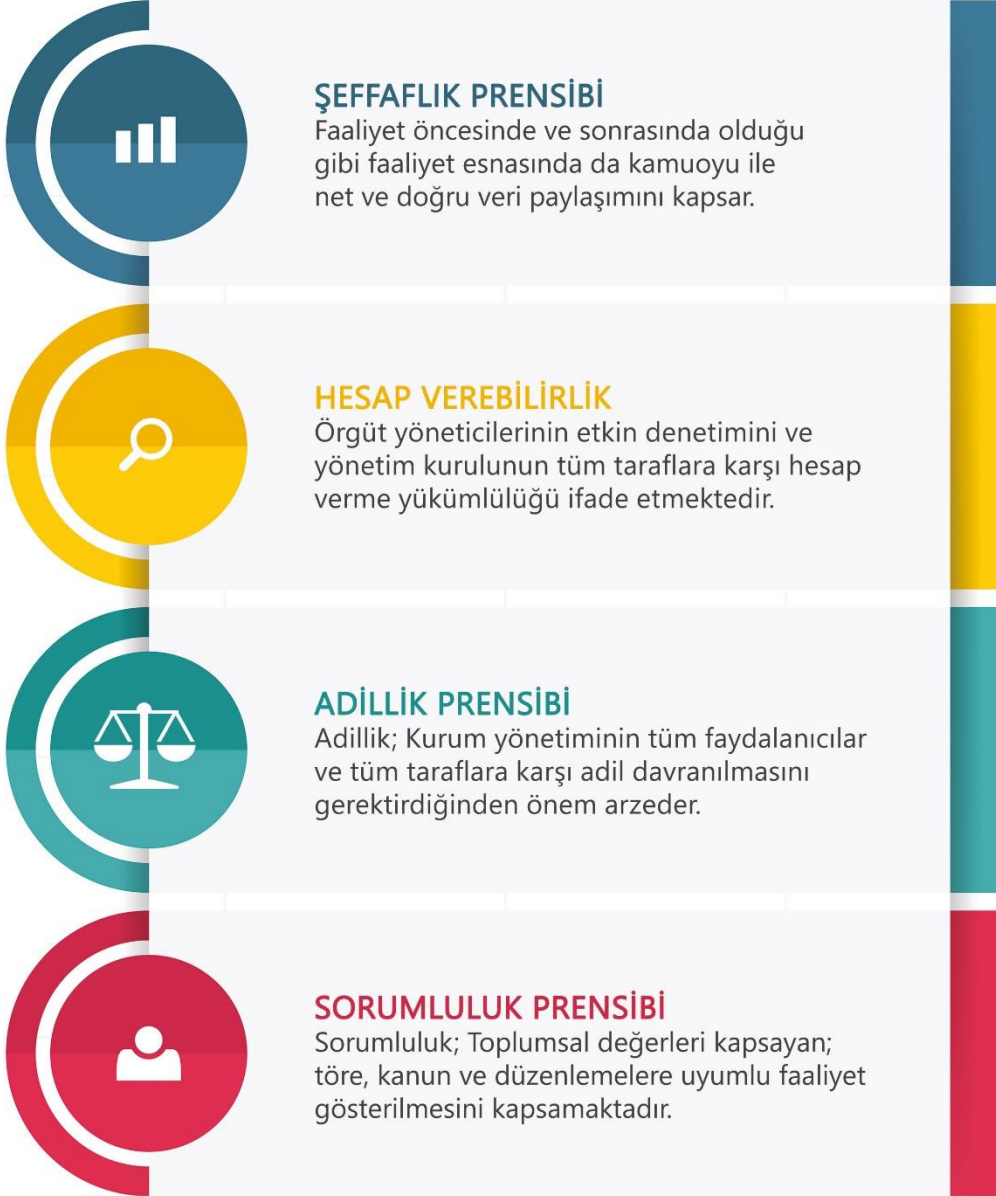 ŞEFFAFLIK PRENSİBİ
Faaliyet öncesinde ve sonrasında olduğu
gibi faaliyet esnasında da kamuoyu ile
net ve doğru veri paylaşımını kapsar.
HESAP VEREBİLİRLİK
Örgüt yöneticilerinin etkin denetimini ve
yönetim kurulunun tüm taraflara karşı hesap
verme yükümlülüğü ifade etmektedir.
ADİLLİK PRENSİBİ
Adillik; Kurum yönetiminin tüm faydalanıcılar
ve tüm taraflara karşı adil davranılmasını
gerektirdiğinden önem arzeder.
SORUMLULUK PRENSİBİ
Sorumluluk; Toplumsal değerleri kapsayan;
töre, kanun ve düzenlemelere uyumlu faaliyet
gösterilmesini kapsamaktadır.